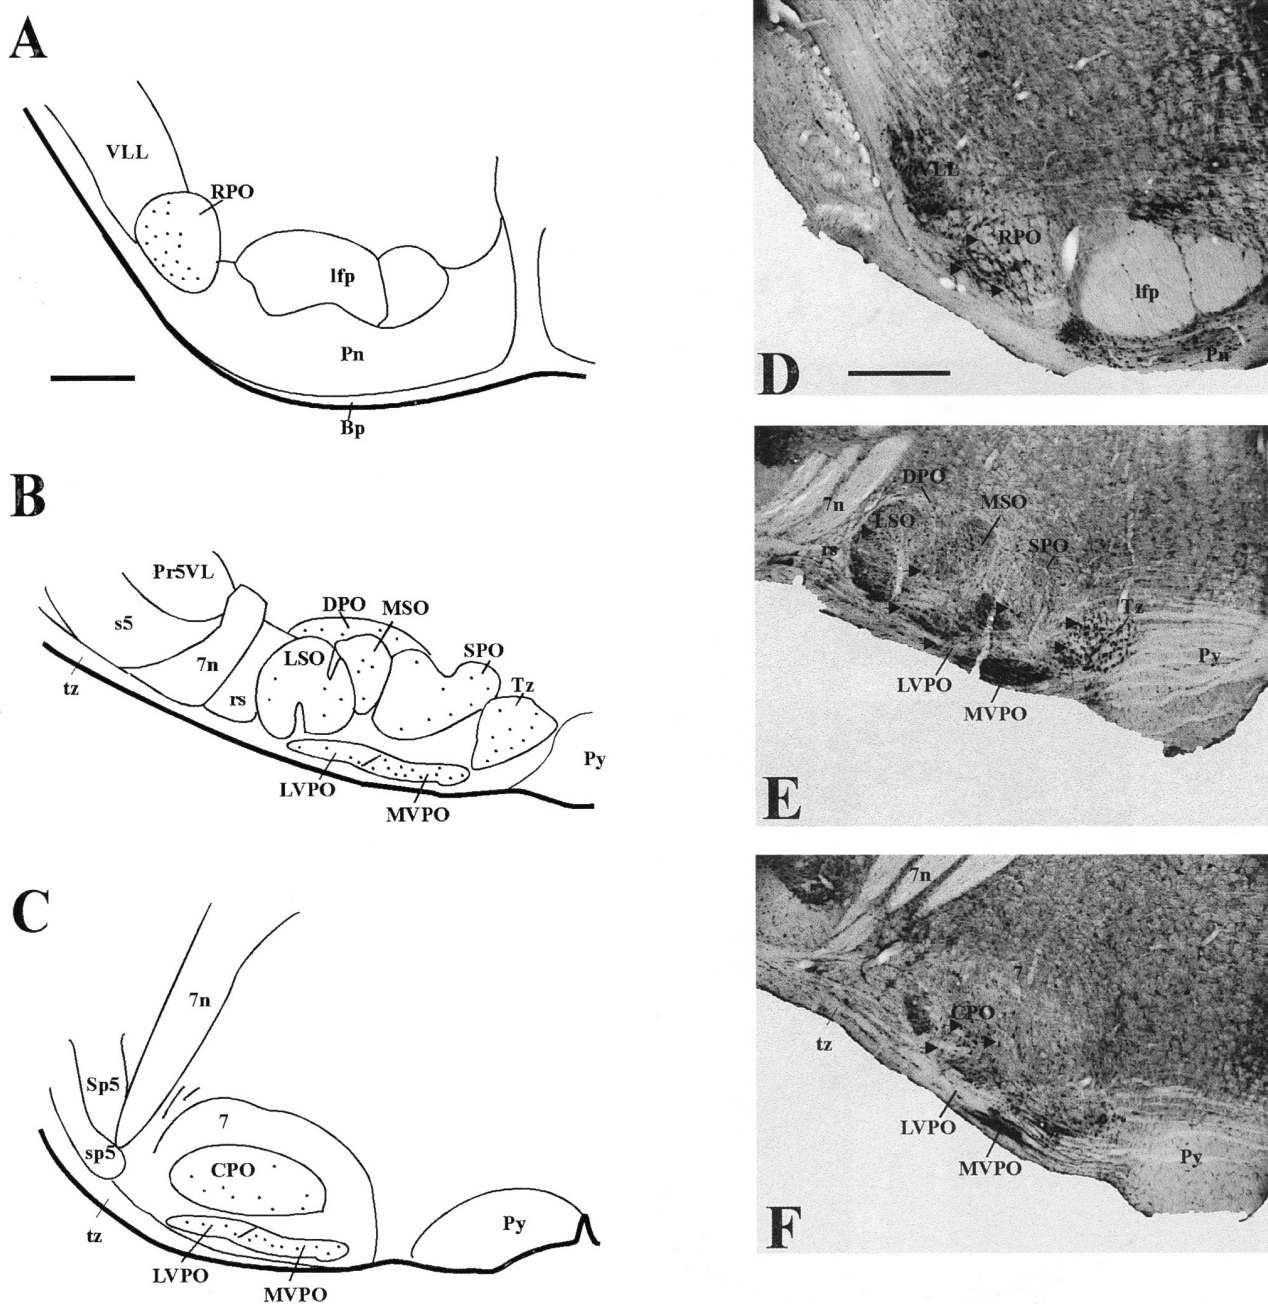 A
VLL
RPO
lfp
Pn
Bp
B
Pr5VL
s5
7n
tz
rs
DPO
MSO
LSO
SPO
Tz
Py
LVPO
MVPO
C
7n
Sp5
sp5
7
CPO
tz
Py
LVPO
MVPO
D
VLL
RPO
lfp
Pn
E
7n
DPO
LSO
MSO
rs
SPO
Tz
Py
LVPO
MVPO
F
7n
7
CPO
tz
LVPO
MVPO
Py